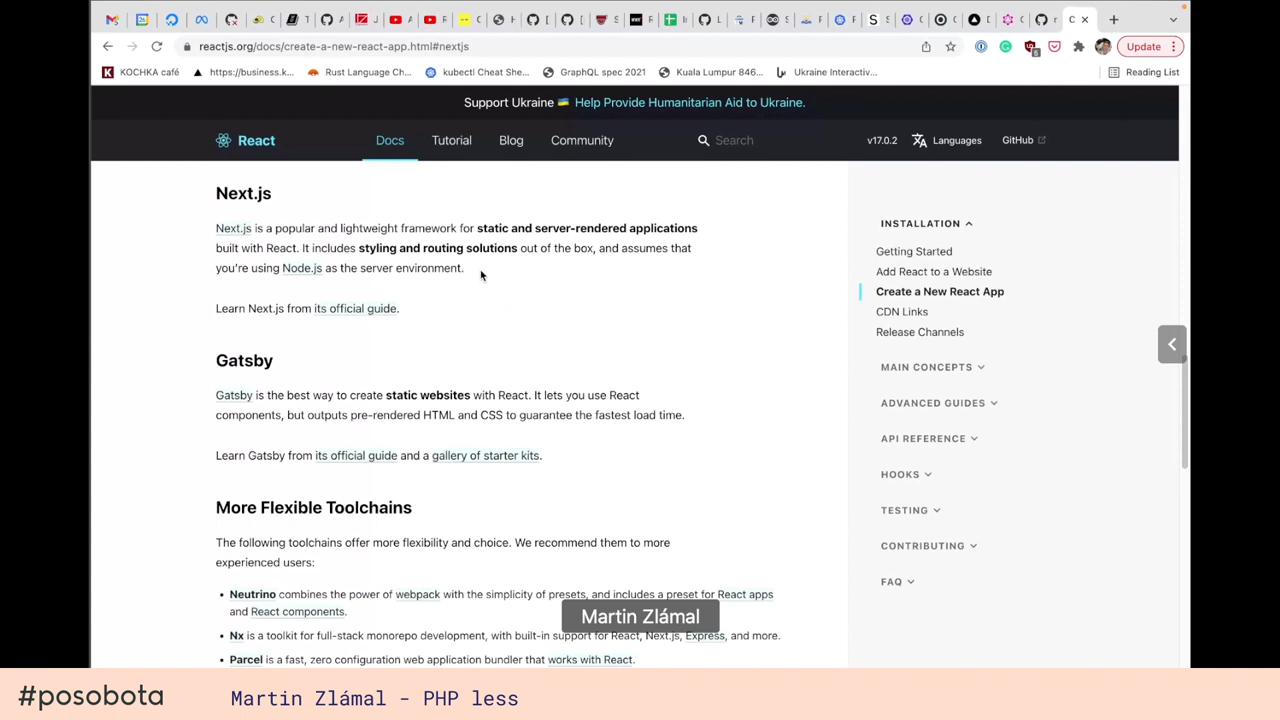 Update
reactjs.org/docs/create-a-new-react-app.html#nextjs
KOCHKA café
https://business.k...
Rust Language Ch...
kubectl Cheat She...
GraphQL spec 2021
Kuala Lumpur 846...
Ukraine Interactiv...
Reading List
Support Ukraine 🇺🇦 Help Provide Humanitarian Aid to Ukraine.
React
Docs
Tutorial
Blog
Community
Search
v17.0.2
Languages
GitHub
Next.js
Next.js is a popular and lightweight framework for static and server-rendered applications
built with React. It includes styling and routing solutions out of the box, and assumes that
you're using Node.js as the server environment.
Learn Next.js from its official guide.
Gatsby
Gatsby is the best way to create static websites with React. It lets you use React
components, but outputs pre-rendered HTML and CSS to guarantee the fastest load time.
Learn Gatsby from its official guide and a gallery of starter kits.
More Flexible Toolchains
The following toolchains offer more flexibility and choice. We recommend them to more
experienced users:
• Neutrino combines the power of webpack with the simplicity of presets, and includes a preset for React apps
and React components.
• Nx is a toolkit for full-stack monorepo development, with built-in support for React, Next.js, Express, and more.
• Parcel is a fast, zero configuration web application bundler that works with React.
INSTALLATION
Getting Started
Add React to a Website
Create a New React App
CDN Links
Release Channels
MAIN CONCEPTS
ADVANCED GUIDES
API REFERENCE
HOOKS
TESTING
CONTRIBUTING
FAQ
Martin Zlámal
#posobota
Martin Zlámal - PHP less